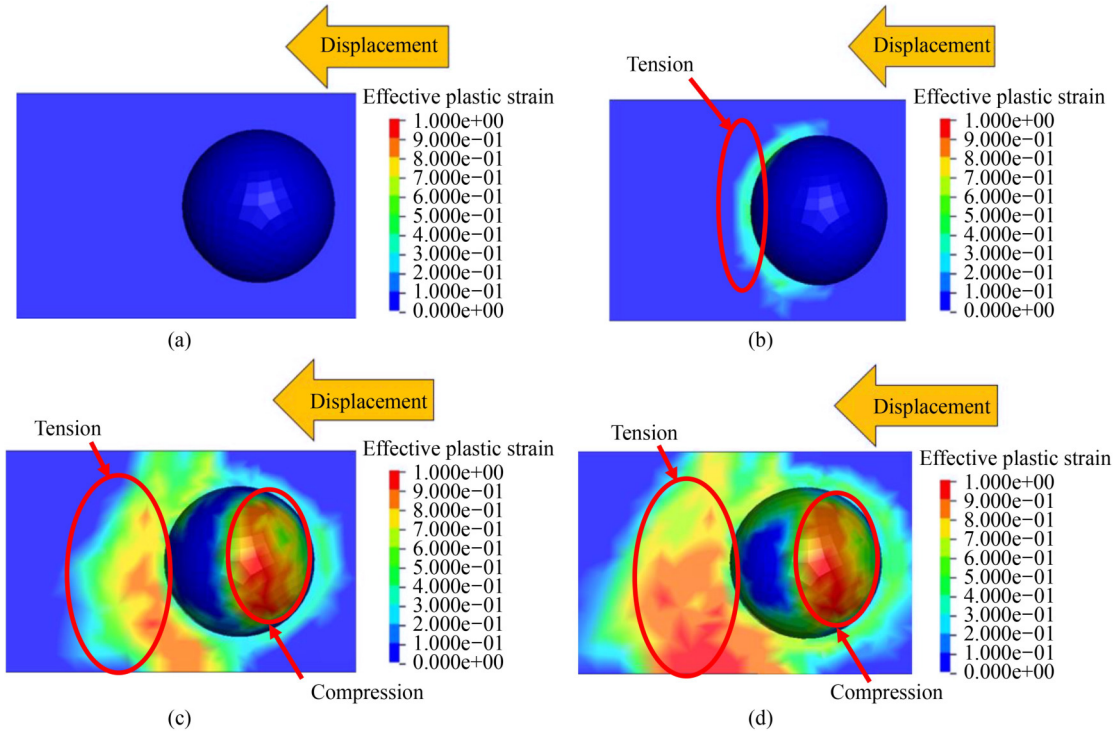 Displacement
Effective plastic strain
1.000e+00
9.000e−01
8.000e−01
7.000e−01
6.000e−01
5.000e−01
4.000e−01
3.000e−01
2.000e−01
1.000e−01
0.000e+00
(a)
Displacement
Tension
Effective plastic strain
1.000e+00
9.000e−01
8.000e−01
7.000e−01
6.000e−01
5.000e−01
4.000e−01
3.000e−01
2.000e−01
1.000e−01
0.000e+00
(b)
Displacement
Tension
Effective plastic strain
1.000e+00
9.000e−01
8.000e−01
7.000e−01
6.000e−01
5.000e−01
4.000e−01
3.000e−01
2.000e−01
1.000e−01
0.000e+00
Compression
(c)
Displacement
Tension
Effective plastic strain
1.000e+00
9.000e−01
8.000e−01
7.000e−01
6.000e−01
5.000e−01
4.000e−01
3.000e−01
2.000e−01
1.000e−01
0.000e+00
Compression
(d)